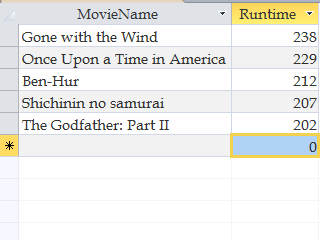 MovieName Runtime
Gone with the Wind 238
Once Upon a Time in America 229
Ben-Hur 212
Shichinin no samurai 207
The Godfather: Part II 202
* 0